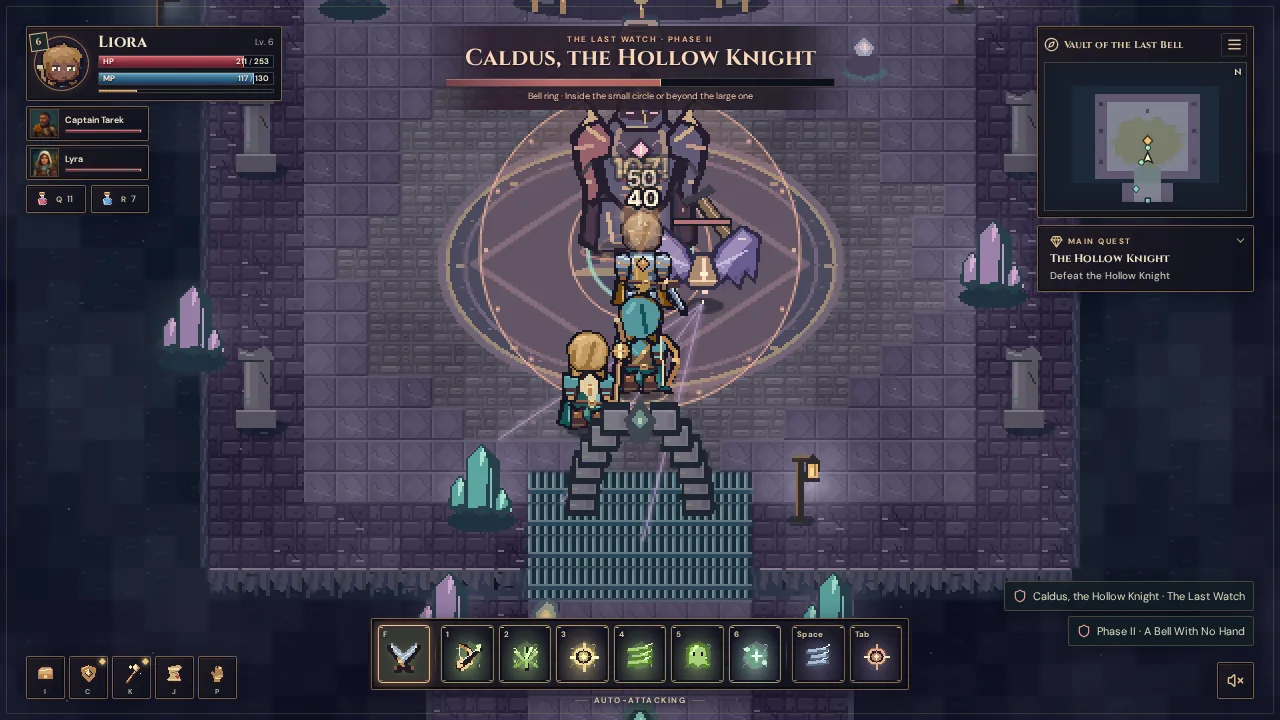 6
LIORA
Lv. 6
HP
211 / 253
MP
117 / 130
Captain Tarek
Lyra
Q 11
R 7
THE LAST WATCH · PHASE II
CALDUS, THE HOLLOW KNIGHT
Bell ring · Inside the small circle or beyond the large one
50
40
VAULT OF THE LAST BELL
N
MAIN QUEST
THE HOLLOW KNIGHT
Defeat the Hollow Knight
Caldus, the Hollow Knight · The Last Watch
Phase II · A Bell With No Hand
F
1
2
3
4
5
6
Space
Tab
AUTO-ATTACKING
I
C
K
J
P